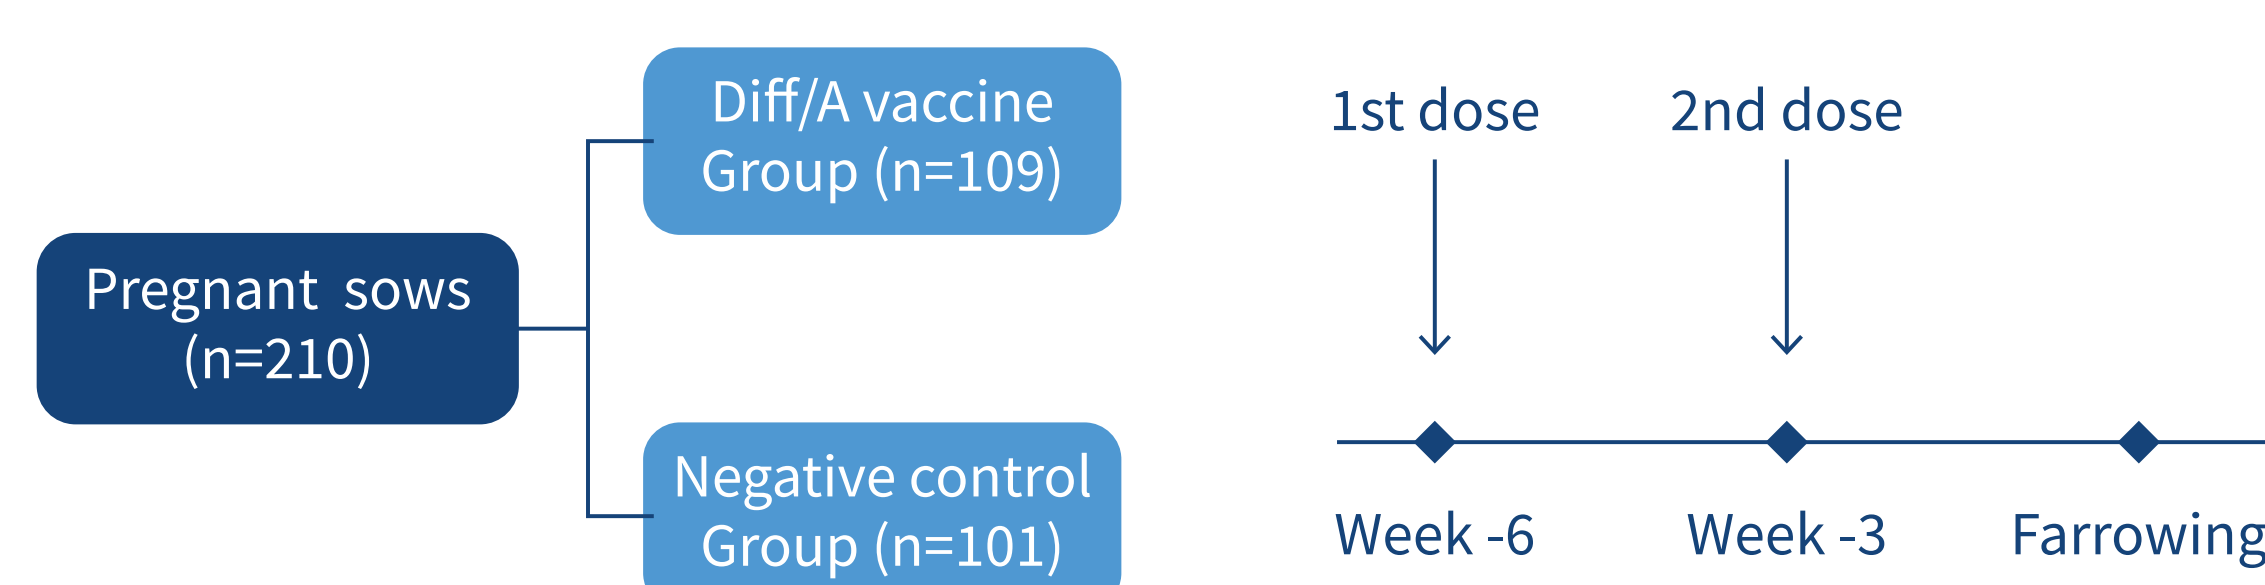 Diff/A vaccine
Group (n=109)
Pregnant sows
(n=210)
Negative control
Group (n=101)
1st dose
2nd dose
Week -6
Week -3
Farrowing